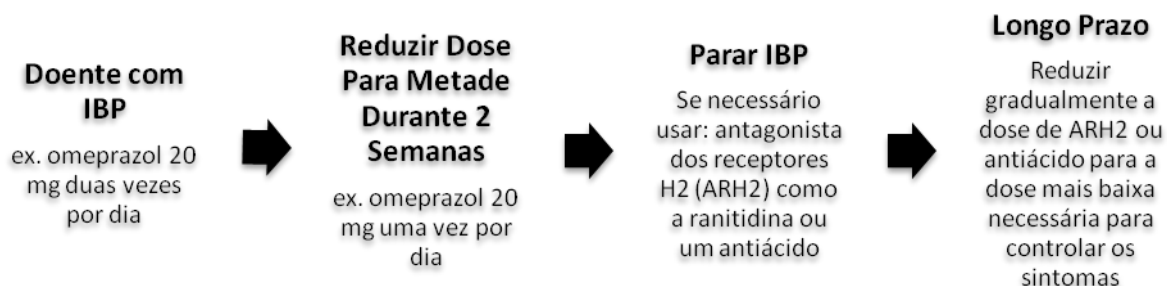 Doente com
IBP
ex. omeprazol 20
mg duas vezes
por dia
Reduzir Dose
Para Metade
Durante 2
Semanas
ex. omeprazol 20
mg uma vez por
dia
Parar IBP
Se necessário
usar: antagonista
dos receptores
H2 (ARH2) como
a ranitidina ou
um antiácido
Longo Prazo
Reduzir
gradualmente a
dose de ARH2 ou
antiácido para a
dose mais baixa
necessária para
controlar os
sintomas